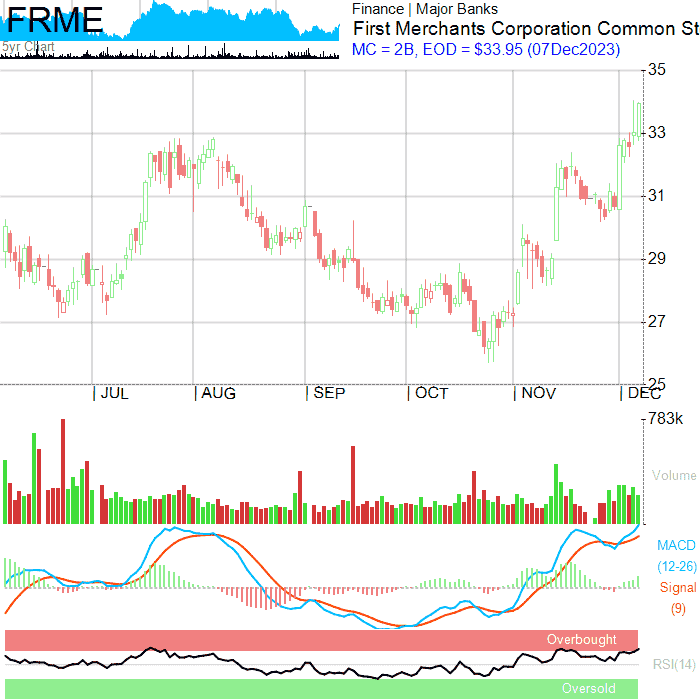 FRME
5yr Chart
Finance | Major Banks
First Merchants Corporation Common St
MC = 2B, EOD = $33.95 (07Dec2023)
35
33
31
29
27
25
JUL
AUG
SEP
OCT
NOV
DEC
783k
Volume
MACD
(12-26)
Signal
(9)
Overbought
RSI(14)
Oversold